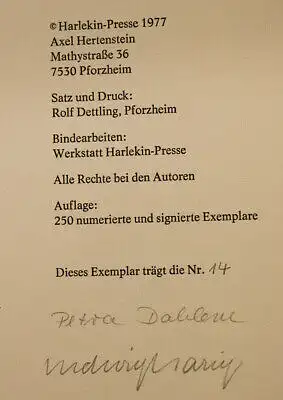 © Harlekin-Presse 1977
Axel Hertenstein
Mathystraße 36
7530 Pforzheim
Satz und Druck:
Rolf Dettling, Pforzheim
Bindearbeiten:
Werkstatt Harlekin-Presse
Alle Rechte bei den Autoren
Auflage:
250 numerierte und signierte Exemplare
Dieses Exemplar trägt die Nr. 14
Petra